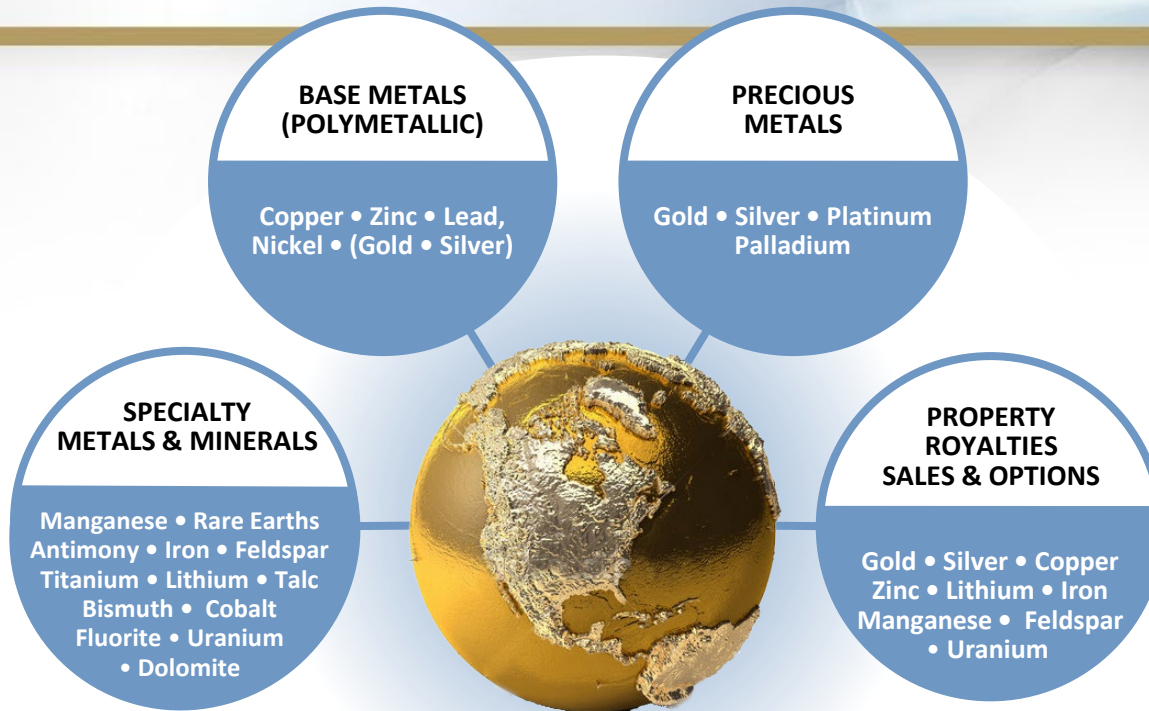 BASE METALS
(POLYMETALLIC)
Copper • Zinc • Lead,
Nickel • (Gold • Silver)
PRECIOUS
METALS
Gold • Silver • Platinum
Palladium
SPECIALTY
METALS & MINERALS
Manganese • Rare Earths
Antimony • Iron • Feldspar
Titanium • Lithium • Talc
Bismuth • Cobalt
Fluorite • Uranium
• Dolomite
PROPERTY
ROYALTIES
SALES & OPTIONS
Gold • Silver • Copper
Zinc • Lithium • Iron
Manganese • Feldspar
• Uranium